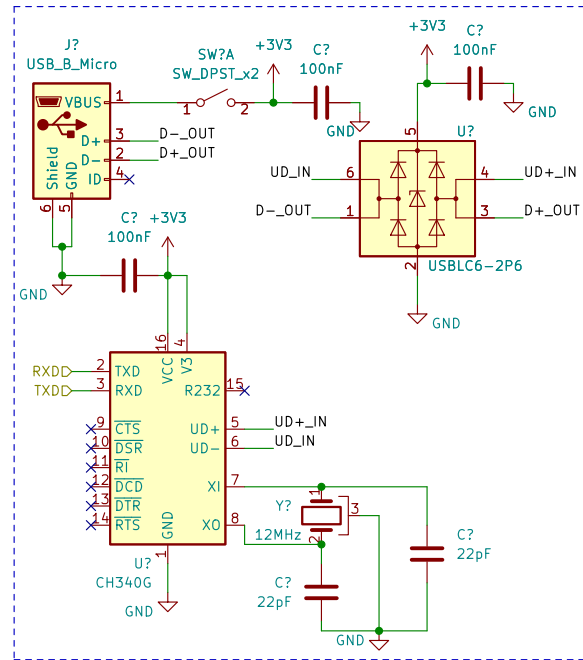 J?
USB_B_Micro
VBUS
1
D+
3
D-
2
ID
4
Shield
GND
6
5
D-_OUT
D+_OUT
SW?A
SW_DPST_x2
1
2
+3V3
C?
100nF
GND
+3V3
C?
100nF
GND
5
U?
UD_IN
6
4
UD+_IN
D-_OUT
1
3
D+_OUT
2
USBLC6-2P6
GND
C?
100nF
+3V3
GND
16
4
VCC
V3
RXD
2
TXD
TXD
3
RXD
R232
15
9
CTS
10
DSR
11
RI
12
DCD
13
DTR
14
RTS
UD+
5
UD+_IN
UD-
6
UD_IN
XI
7
XO
8
GND
1
U?
CH340G
GND
Y?
1
3
2
12MHz
C?
22pF
C?
22pF
GND